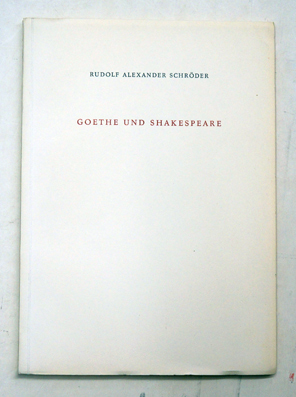 RUDOLF ALEXANDER SCHRÖDER
GOETHE UND SHAKESPEARE